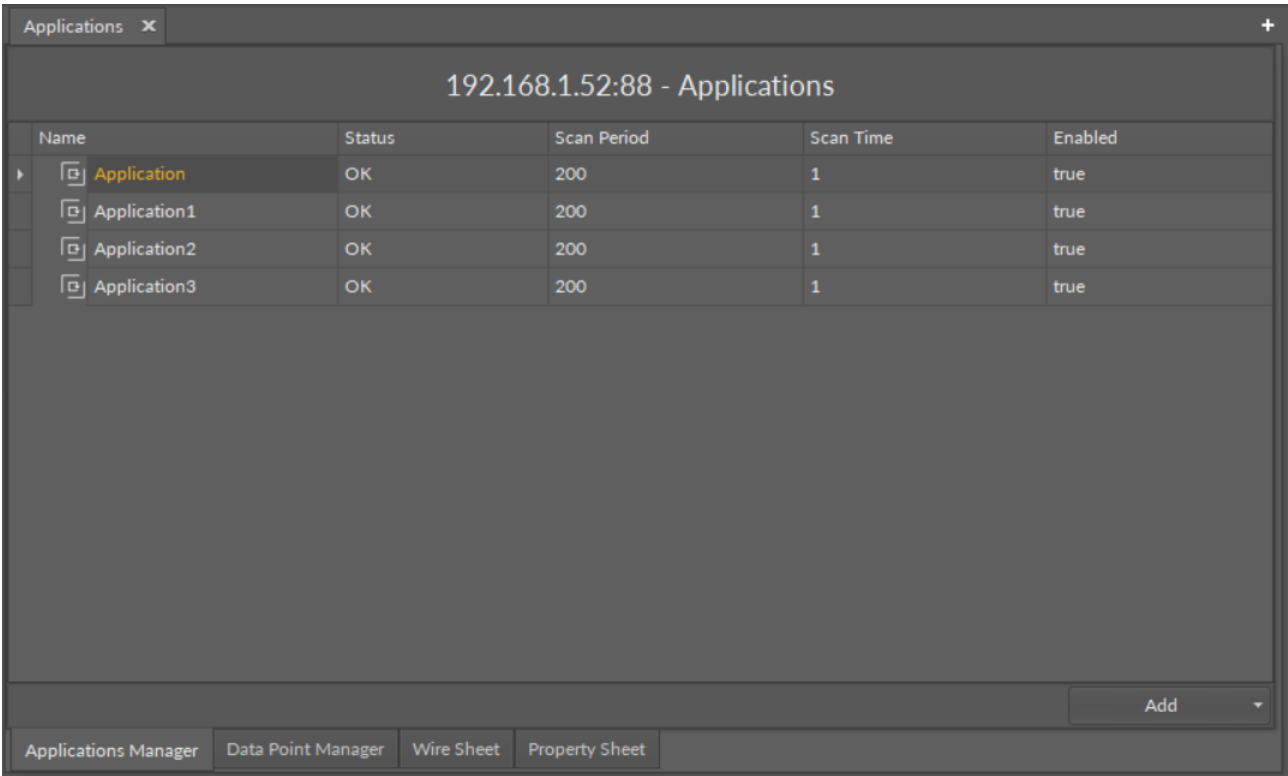 Applications
192.168.1.52:88 - Applications
Name Status Scan Period Scan Time Enabled
Application OK 200 1 true
Application1 OK 200 1 true
Application2 OK 200 1 true
Application3 OK 200 1 true
Add
Applications Manager Data Point Manager Wire Sheet Property Sheet